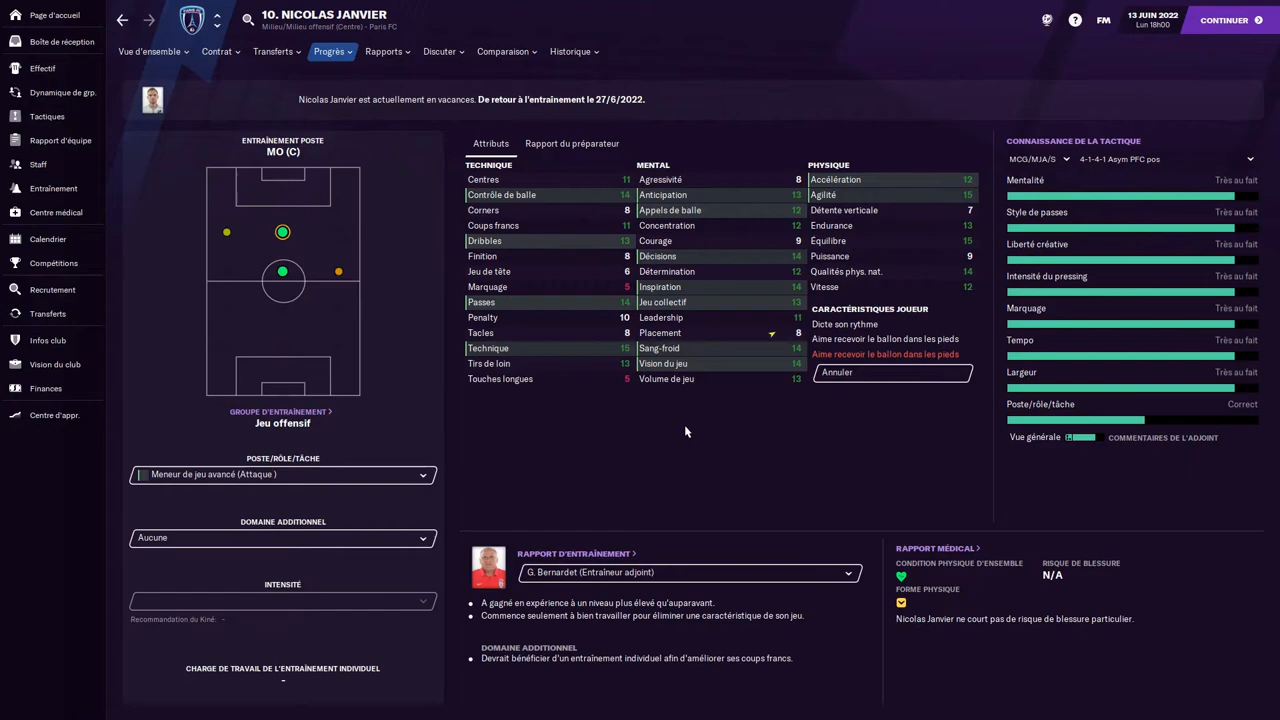 Page d'accueil
Boîte de réception
Effectif
Dynamique de grp.
Tactiques
Rapport d'équipe
Staff
Entraînement
Centre médical
Calendrier
Compétitions
Recrutement
Transferts
Infos club
Vision du club
Finances
Centre d'appr.
10. NICOLAS JANVIER
Milieu/Milieu offensif (Centre) - Paris FC
FM
13 JUIN 2022
Lun 18h00
CONTINUER
Vue d'ensemble
Contrat
Transferts
Progrès
Rapports
Discuter
Comparaison
Historique
Nicolas Janvier est actuellement en vacances. De retour à l'entraînement le 27/6/2022.
ENTRAÎNEMENT POSTE
MO (C)
GROUPE D'ENTRAÎNEMENT >
Jeu offensif
POSTE/RÔLE/TÂCHE
Meneur de jeu avancé (Attaque )
DOMAINE ADDITIONNEL
Aucune
INTENSITÉ
Recommandation du Kiné: -
CHARGE DE TRAVAIL DE L'ENTRAÎNEMENT INDIVIDUEL
-
Attributs
Rapport du préparateur
TECHNIQUE
Centres 11
Contrôle de balle 14
Corners 8
Coups francs 11
Dribbles 13
Finition 8
Jeu de tête 6
Marquage 5
Passes 14
Penalty 10
Tacles 8
Technique 15
Tirs de loin 13
Touches longues 5
MENTAL
Agressivité 8
Anticipation 13
Appels de balle 12
Concentration 12
Courage 9
Décisions 14
Détermination 12
Inspiration 14
Jeu collectif 13
Leadership 11
Placement 8
Sang-froid 14
Vision du jeu 14
Volume de jeu 13
PHYSIQUE
Accélération 12
Agilité 15
Détente verticale 7
Endurance 13
Équilibre 15
Puissance 9
Qualités phys. nat. 14
Vitesse 12
CARACTÉRISTIQUES JOUEUR
Dicte son rythme
Aime recevoir le ballon dans les pieds
Aime recevoir le ballon dans les pieds
Annuler
CONNAISSANCE DE LA TACTIQUE
MCG/MJA/S
4-1-4-1 Asym PFC pos
Mentalité Très au fait
Style de passes Très au fait
Liberté créative Très au fait
Intensité du pressing Très au fait
Marquage Très au fait
Tempo Très au fait
Largeur Très au fait
Poste/rôle/tâche Correct
Vue générale
COMMENTAIRES DE L'ADJOINT
RAPPORT D'ENTRAÎNEMENT >
G. Bernardet (Entraîneur adjoint)
• A gagné en expérience à un niveau plus élevé qu'auparavant.
• Commence seulement à bien travailler pour éliminer une caractéristique de son jeu.
DOMAINE ADDITIONNEL
• Devrait bénéficier d'un entraînement individuel afin d'améliorer ses coups francs.
RAPPORT MÉDICAL >
CONDITION PHYSIQUE D'ENSEMBLE
RISQUE DE BLESSURE
N/A
FORME PHYSIQUE
Nicolas Janvier ne court pas de risque de blessure particulier.